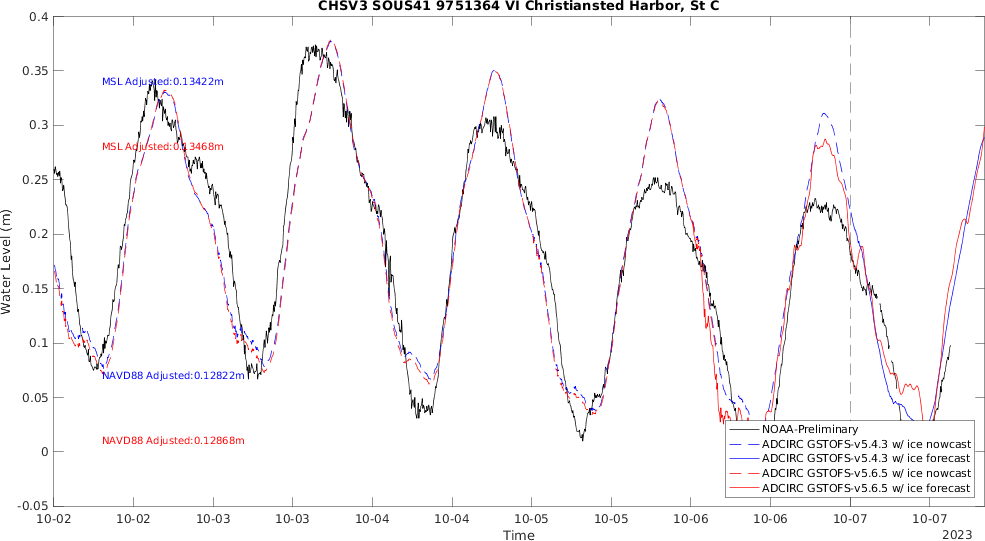 CHSV3 SOUS41 9751364 VI Christiansted Harbor, St C
0.4
0.35
0.3
0.25
0.2
0.15
0.1
0.05
0
-0.05
Water Level (m)
MSL Adjusted:0.13422m
MSL Adjusted:0.13468m
NAVD88 Adjusted:0.12822m
NAVD88 Adjusted:0.12868m
NOAA-Preliminary
ADCIRC GSTOFS-v5.4.3 w/ ice nowcast
ADCIRC GSTOFS-v5.4.3 w/ ice forecast
ADCIRC GSTOFS-v5.6.5 w/ ice nowcast
ADCIRC GSTOFS-v5.6.5 w/ ice forecast
10-02 10-02 10-03 10-03 10-04 10-04 10-05 10-05 10-06 10-06 10-07 10-07
Time
2023